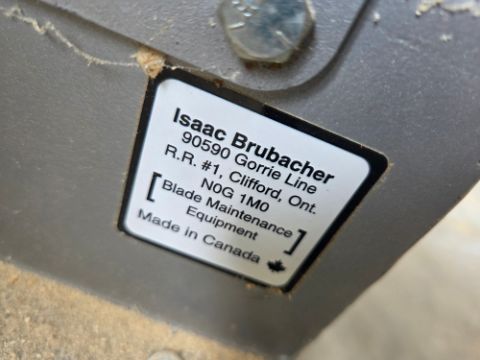 Isaac Brubacher
90590 Gorrie Line
R.R. #1, Clifford, Ont.
N0G 1M0
[Blade Maintenance
Equipment]
Made in Canada